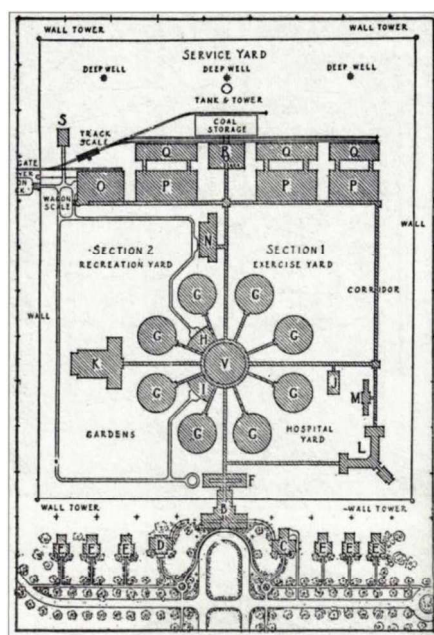 WALL TOWER
WALL TOWER
SERVICE YARD
DEEP WELL
DEEP WELL
DEEP WELL
TANK & TOWER
S
TRACK
SCALE
COAL
STORAGE
GATE
Q
R
Q
Q
O
P
P
P
WAGON
SCALE
WALL
N
SECTION 2
RECREATION YARD
SECTION 1
EXERCISE YARD
CORRIDOR
G
G
WALL
G
H
G
K
V
J
G
I
G
M
GARDENS
G
G
HOSPITAL
YARD
L
F
B
WALL TOWER
WALL TOWER
E
E
E
D
C
E
E
E